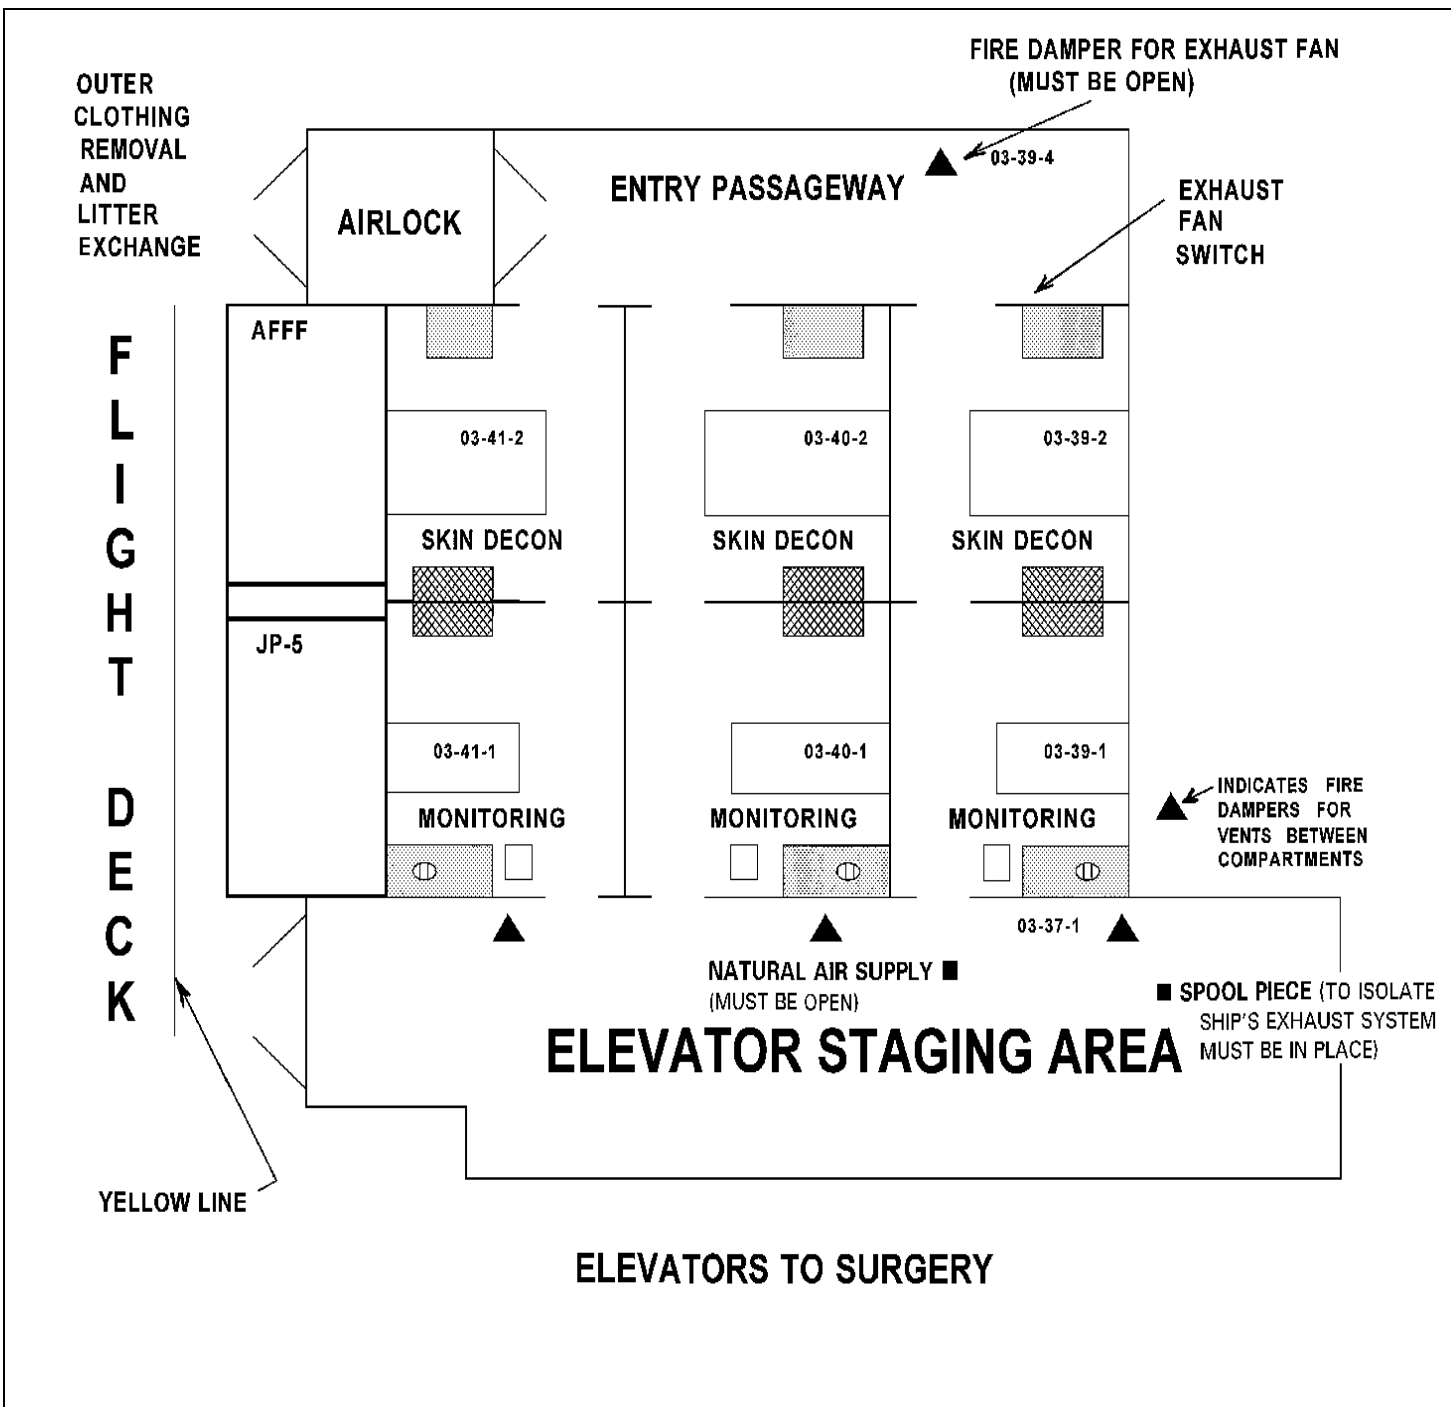 FIRE DAMPER FOR EXHAUST FAN
(MUST BE OPEN)
OUTER
CLOTHING
REMOVAL
AND
LITTER
EXCHANGE
03-39-4
ENTRY PASSAGEWAY
EXHAUST
FAN
SWITCH
AIRLOCK
FLIGHT DECK
AFFF
03-41-2
03-40-2
03-39-2
SKIN DECON
SKIN DECON
SKIN DECON
JP-5
03-41-1
03-40-1
03-39-1
MONITORING
MONITORING
MONITORING
INDICATES FIRE
DAMPERS FOR
VENTS BETWEEN
COMPARTMENTS
03-37-1
NATURAL AIR SUPPLY ■
(MUST BE OPEN)
■ SPOOL PIECE (TO ISOLATE
SHIP'S EXHAUST SYSTEM
MUST BE IN PLACE)
ELEVATOR STAGING AREA
YELLOW LINE
ELEVATORS TO SURGERY